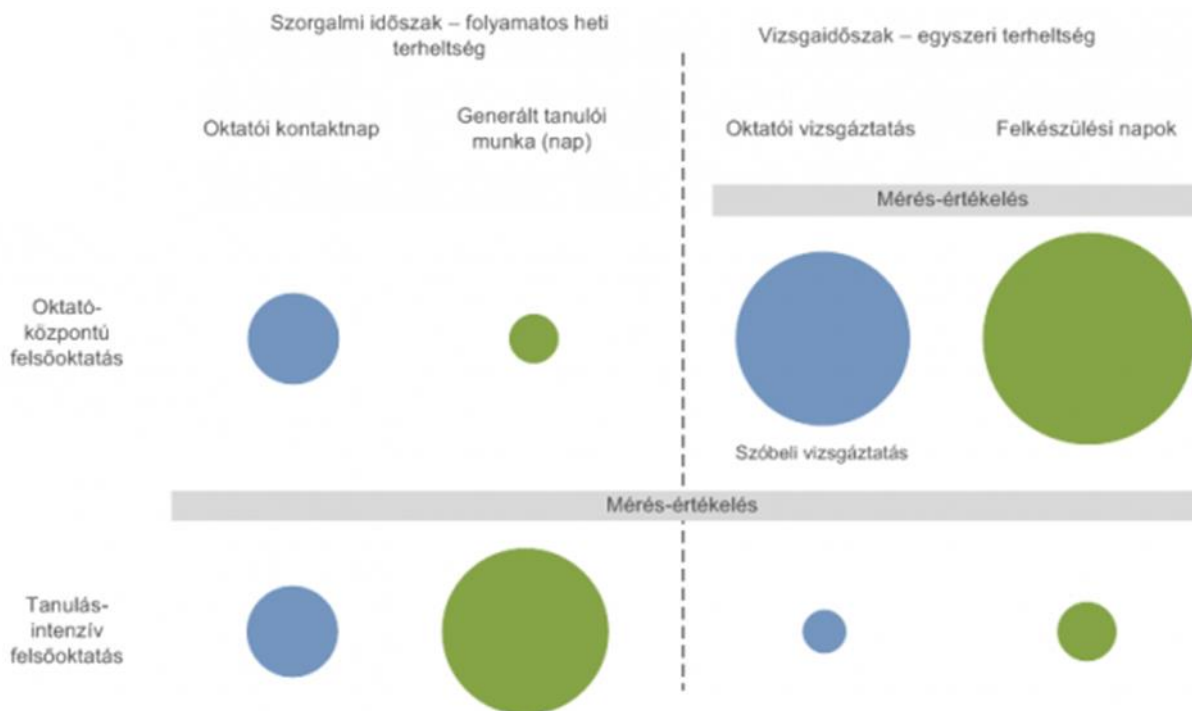 Szorgalmi időszak – folyamatos heti
terheltség
Vizsgaidőszak – egyszeri terheltség
Oktatói kontaktnap
Generált tanulói
munka (nap)
Oktatói vizsgáztatás
Felkészülési napok
Mérés-értékelés
Oktató-
központú
felsőoktatás
Szóbeli vizsgáztatás
Mérés-értékelés
Tanulás-
intenzív
felsőoktatás